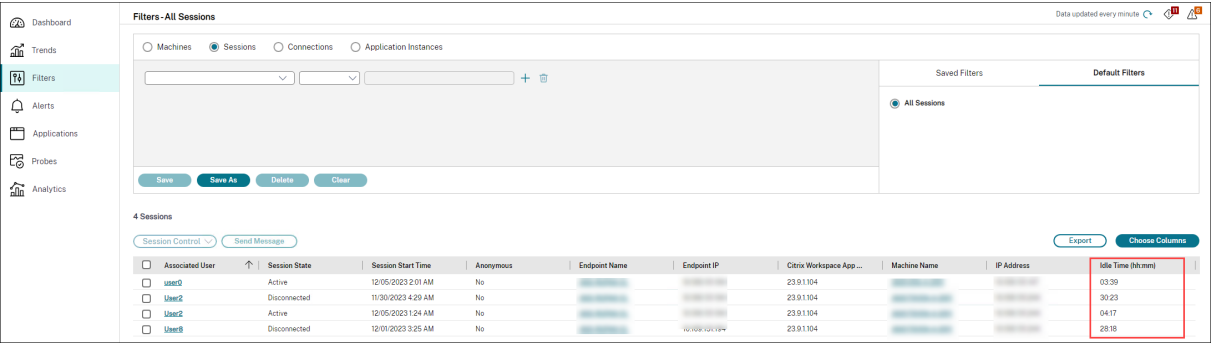 Dashboard
Trends
Filters
Alerts
Applications
Probes
Analytics
Filters - All Sessions
Data updated every minute
11
6
Machines Sessions Connections Application Instances
Saved Filters Default Filters
All Sessions
Save Save As Delete Clear
4 Sessions
Session Control Send Message Export Choose Columns
Associated User Session State Session Start Time Anonymous Endpoint Name Endpoint IP Citrix Workspace App ... Machine Name IP Address Idle Time (hh:mm)
user0 Active 12/05/2023 2:01 AM No 23.9.1.104 03:39
User2 Disconnected 11/30/2023 4:29 AM No 23.9.1.104 30:23
User2 Active 12/05/2023 1:24 AM No 23.9.1.104 04:17
User8 Disconnected 12/01/2023 3:25 AM No 23.9.1.104 28:18